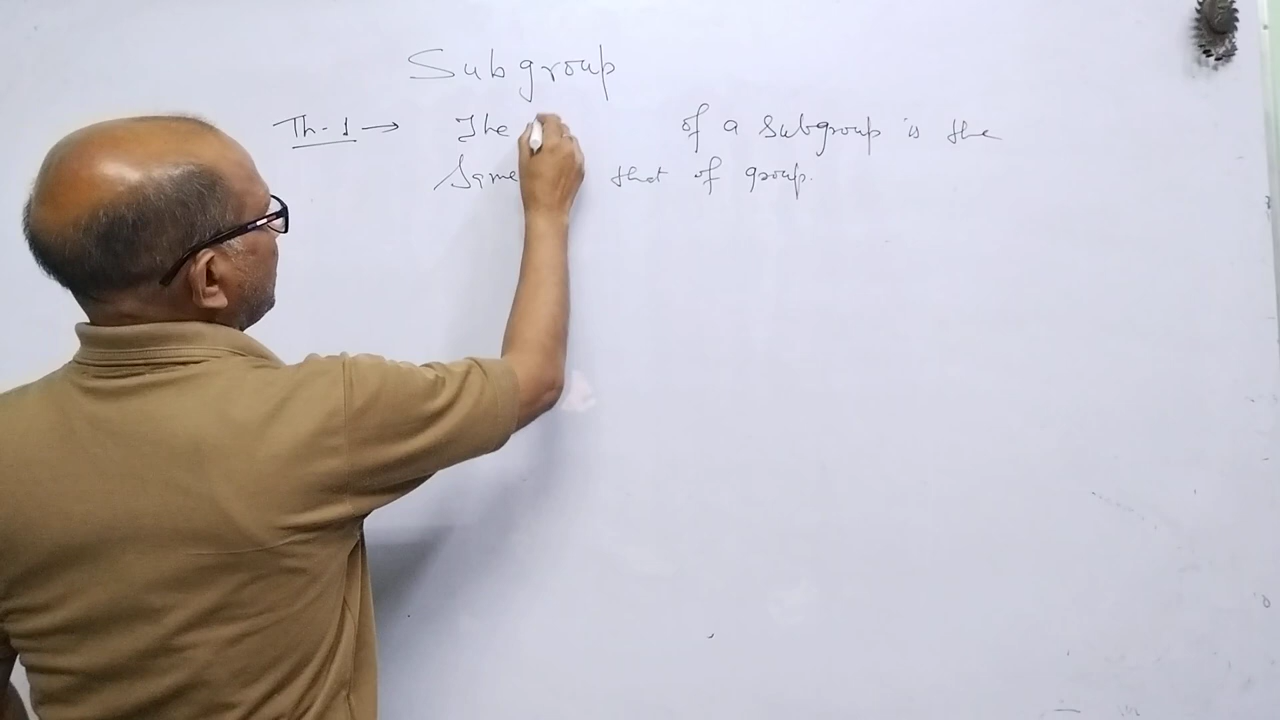 Subgroup
Th-1 → The of a Subgroup is the
Same that of group.